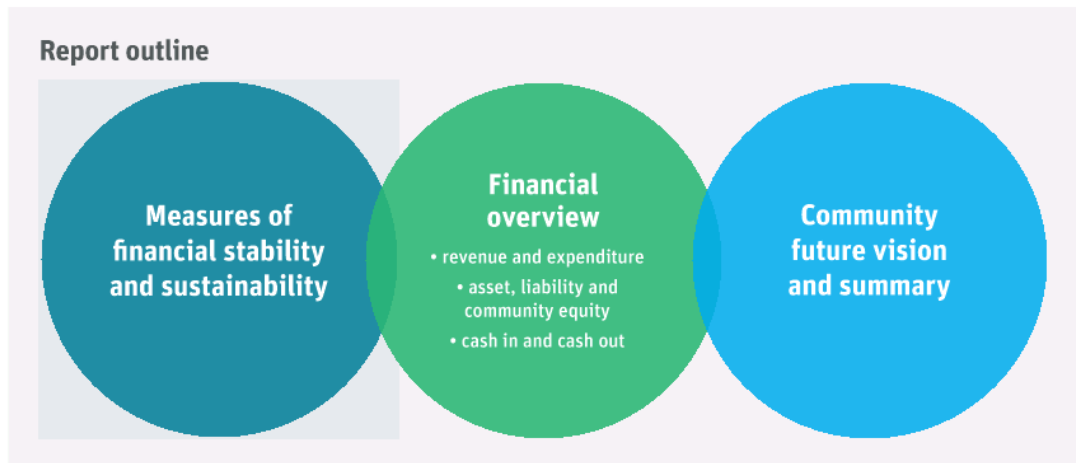 Report outline
Measures of
financial stability
and sustainability
Financial
overview
• revenue and expenditure
• asset, liability and
community equity
• cash in and cash out
Community
future vision
and summary